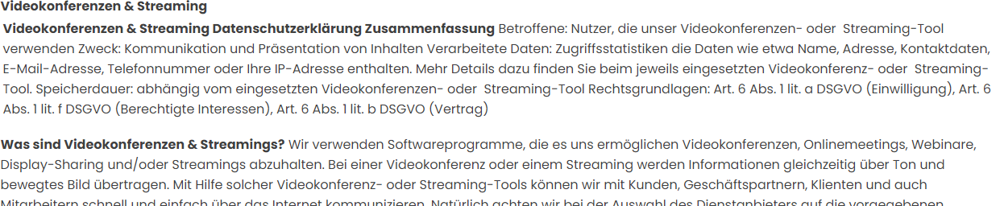 Videokonferenzen & Streaming
Videokonferenzen & Streaming Datenschutzerklärung Zusammenfassung Betroffene: Nutzer, die unser Videokonferenzen- oder Streaming-Tool
verwenden Zweck: Kommunikation und Präsentation von Inhalten Verarbeitete Daten: Zugriffsstatistiken die Daten wie etwa Name, Adresse, Kontaktdaten,
E-Mail-Adresse, Telefonnummer oder Ihre IP-Adresse enthalten. Mehr Details dazu finden Sie beim jeweils eingesetzten Videokonferenz- oder Streaming-
Tool. Speicherdauer: abhängig vom eingesetzten Videokonferenzen- oder Streaming-Tool Rechtsgrundlagen: Art. 6 Abs. 1 lit. a DSGVO (Einwilligung), Art. 6
Abs. 1 lit. f DSGVO (Berechtigte Interessen), Art. 6 Abs. 1 lit. b DSGVO (Vertrag)
Was sind Videokonferenzen & Streamings? Wir verwenden Softwareprogramme, die es uns ermöglichen Videokonferenzen, Onlinemeetings, Webinare,
Display-Sharing und/oder Streamings abzuhalten. Bei einer Videokonferenz oder einem Streaming werden Informationen gleichzeitig über Ton und
bewegtes Bild übertragen. Mit Hilfe solcher Videokonferenz- oder Streaming-Tools können wir mit Kunden, Geschäftspartnern, Klienten und auch
Mitarbeitern schnell und einfach über das Internet kommunizieren. Natürlich achten wir bei der Auswahl des Dienstanbieters auf die vorgegebenen